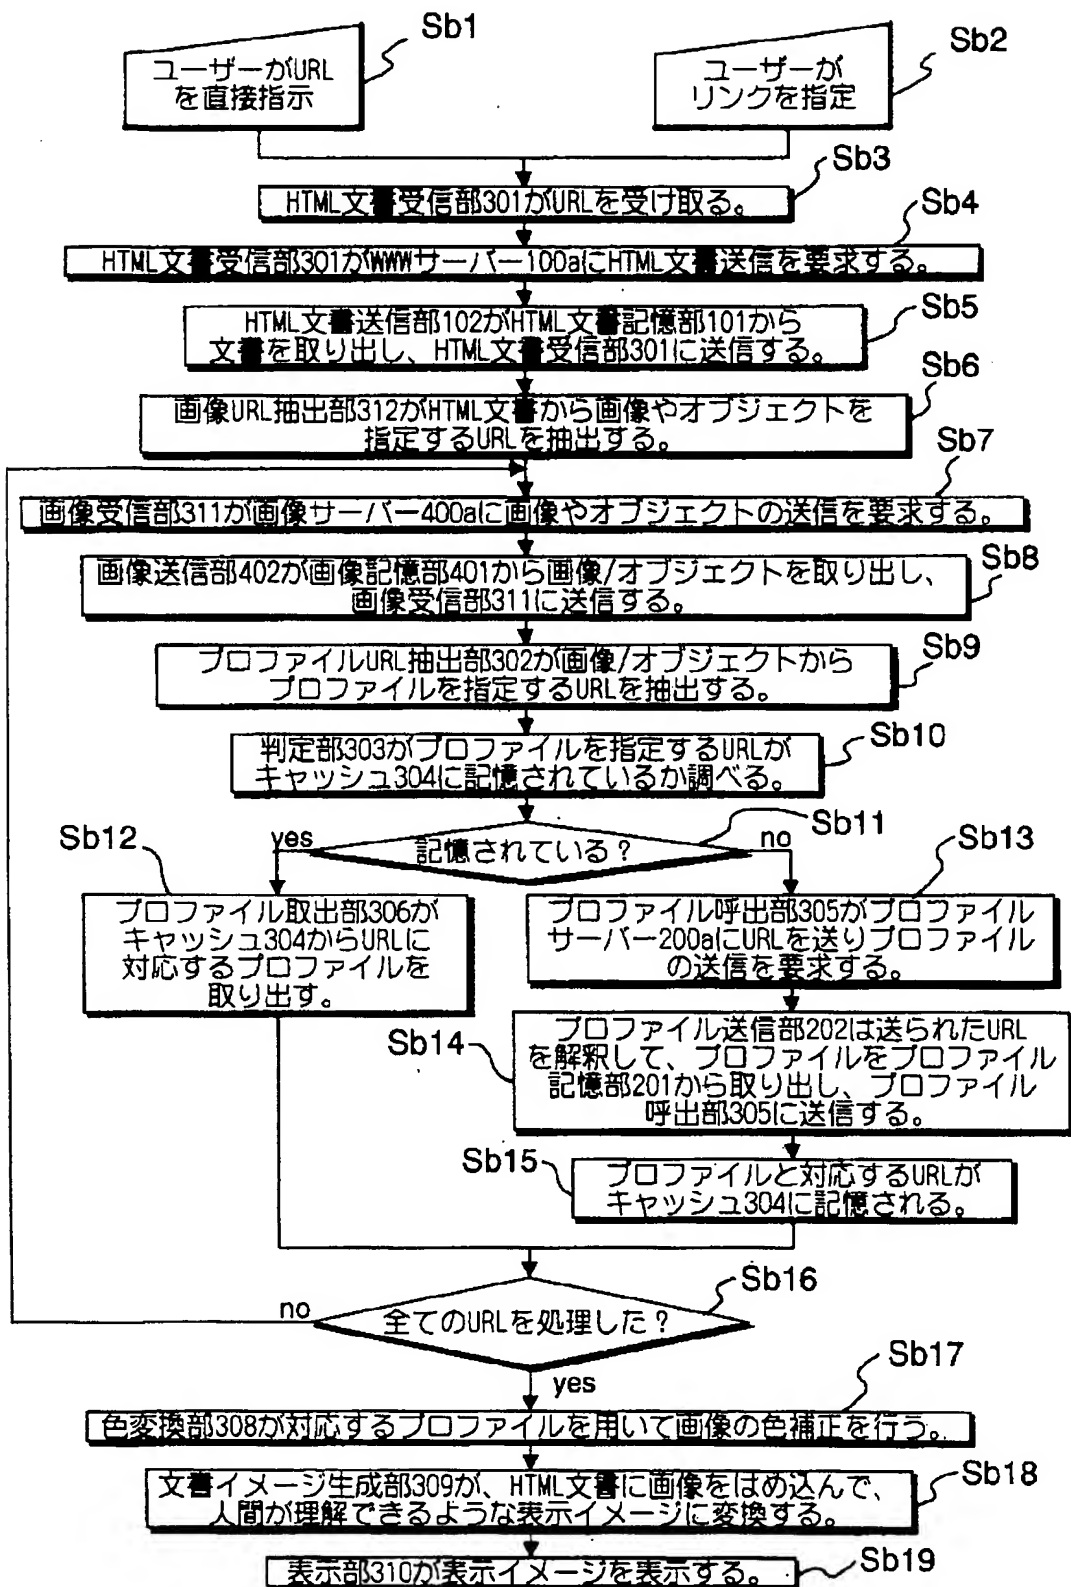 Sb1
ユーザーがURL
を直接指示
Sb2
ユーザーが
リンクを指定
Sb3
HTML文書受信部301がURLを受け取る。
Sb4
HTML文書受信部301がWWWサーバー100aにHTML文書送信を要求する。
Sb5
HTML文書送信部102がHTML文書記憶部101から
文書を取り出し、HTML文書受信部301に送信する。
Sb6
画像URL抽出部312がHTML文書から画像やオブジェクトを
指定するURLを抽出する。
Sb7
画像受信部311が画像サーバー400aに画像やオブジェクトの送信を要求する。
Sb8
画像送信部402が画像記憶部401から画像/オブジェクトを取り出し、
画像受信部311に送信する。
Sb9
プロファイルURL抽出部302が画像/オブジェクトから
プロファイルを指定するURLを抽出する。
Sb10
判定部303がプロファイルを指定するURLが
キャッシュ304に記憶されているか調べる。
Sb11
記憶されている?
yes
no
Sb12
プロファイル取出部306が
キャッシュ304からURLに
対応するプロファイルを
取り出す。
Sb13
プロファイル呼出部305がプロファイル
サーバー200aにURLを送りプロファイル
の送信を要求する。
Sb14
プロファイル送信部202は送られたURL
を解釈して、プロファイルをプロファイル
記憶部201から取り出し、プロファイル
呼出部305に送信する。
Sb15
プロファイルと対応するURLが
キャッシュ304に記憶される。
Sb16
全てのURLを処理した?
no
yes
Sb17
色変換部308が対応するプロファイルを用いて画像の色補正を行う。
Sb18
文書イメージ生成部309が、HTML文書に画像をはめ込んで、
人間が理解できるような表示イメージに変換する。
Sb19
表示部310が表示イメージを表示する。